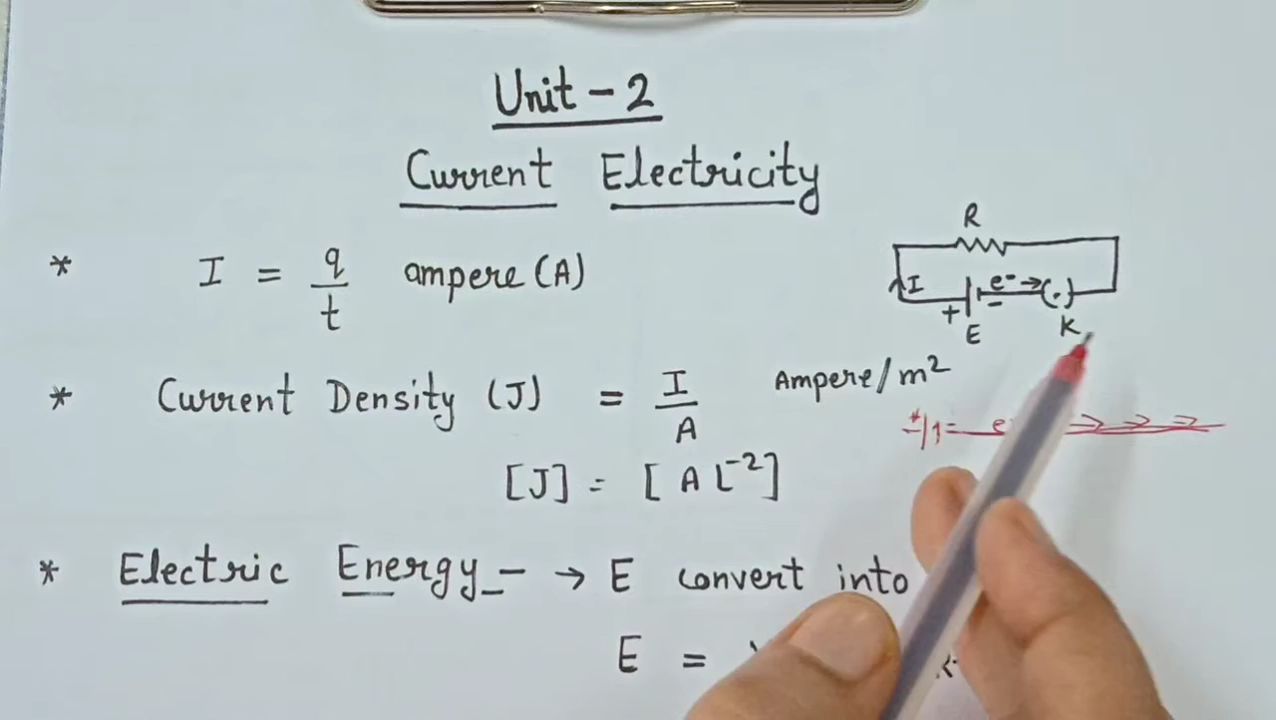 Unit - 2
Current Electricity
* I = q/t ampere (A)
R
I e⁻ →
+ -
E K
* Current Density (J) = I/A Ampere/m²
[J] = [A L⁻²]
* Electric Energy - → E convert into
E =